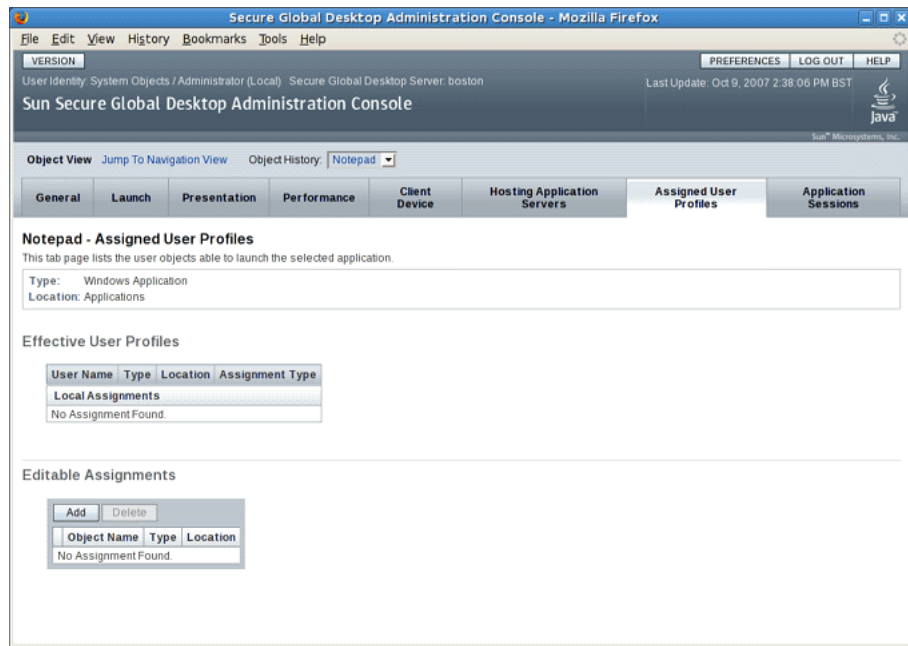 Secure Global Desktop Administration Console - Mozilla Firefox
File Edit View History Bookmarks Tools Help
VERSION PREFERENCES LOG OUT HELP
User Identity: System Objects / Administrator (Local) Secure Global Desktop Server: boston Last Update: Oct 9, 2007 2:38:06 PM BST
Sun Secure Global Desktop Administration Console
Java
Sun™ Microsystems, Inc.
Object View Jump To Navigation View Object History: Notepad
General Launch Presentation Performance Client Device Hosting Application Servers Assigned User Profiles Application Sessions
Notepad - Assigned User Profiles
This tab page lists the user objects able to launch the selected application.
Type: Windows Application
Location: Applications
Effective User Profiles
User Name Type Location Assignment Type
Local Assignments
No Assignment Found.
Editable Assignments
Add Delete
Object Name Type Location
No Assignment Found.